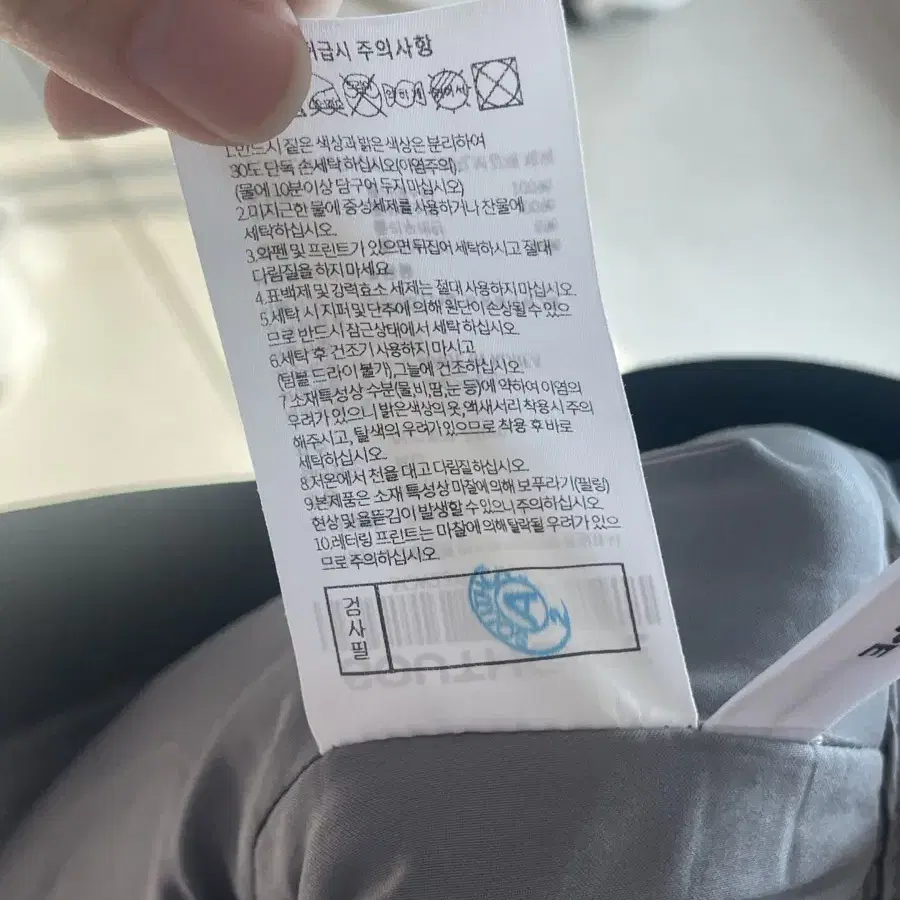 취급시 주의사항
1.반드시 짙은 색상과 밝은 색상은 분리하여
30도 단독 손세탁 하십시오(이염주의).
(물에 10분이상 담구어 두지 마십시오)
2.미지근한 물에 중성세제를 사용하거나 찬물에
세탁하십시오.
3.와펜 및 프린트가 있으면 뒤집어 세탁하시고 절대
다림질을 하지 마세요.
4.표백제 및 강력효소 세제는 절대 사용하지 마십시오.
5.세탁 시 지퍼 및 단추에 의해 원단이 손상될 수 있으
므로 반드시 잠근상태에서 세탁 하십시오.
6.세탁 후 건조기 사용하지 마시고
(텀블 드라이 불가),그늘에 건조하십시오.
7.소재특성상 수분(물,비,땀,눈 등)에 약하여 이염의
우려가 있으니 밝은색상의 옷,액새서리 착용시 주의
해주시고, 탈색의 우려가 있으므로 착용 후 바로
세탁하십시오.
8.저온에서 천을 대고 다림질하십시오.
9.본제품은 소재 특성상 마찰에 의해 보푸라기(필링)
현상 및 올뜯김이 발생할 수 있으니 주의하십시오.
10.레터링 프린트는 마찰에 의해 탈락될 우려가 있으
므로 주의하십시오.
검사필
A
2